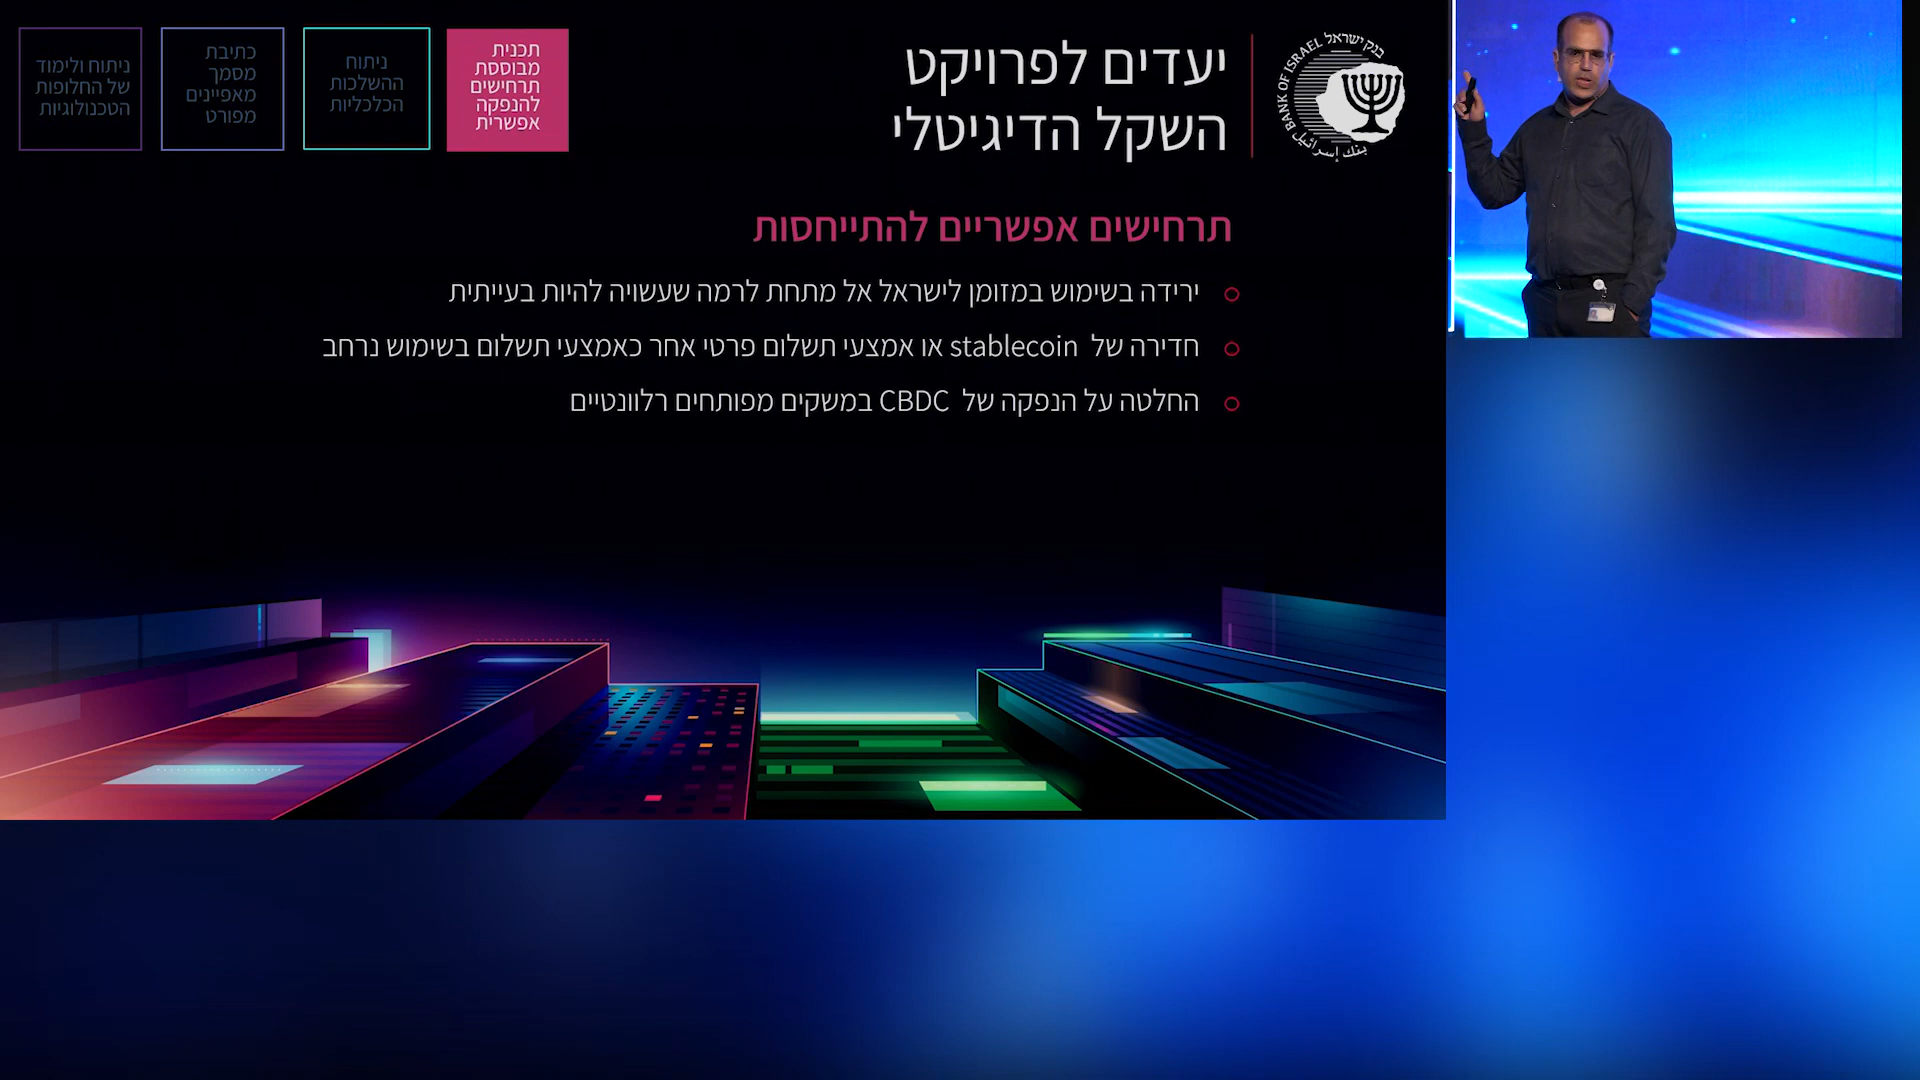 יעדים לפרויקט
השקל הדיגיטלי
BANK OF ISRAEL
בנק ישראל
بنك إسرائيل
תכנית
מבוססת
תרחישים
להנפקה
אפשרית
ניתוח
ההשלכות
הכלכליות
כתיבת
מסמך
מאפיינים
מפורט
ניתוח ולימוד
של החלופות
הטכנולוגיות
תרחישים אפשריים להתייחסות
ירידה בשימוש במזומן לישראל אל מתחת לרמה שעשויה להיות בעייתית
חדירה של stablecoin או אמצעי תשלום פרטי אחר כאמצעי תשלום בשימוש נרחב
החלטה על הנפקה של CBDC במשקים מפותחים רלוונטיים